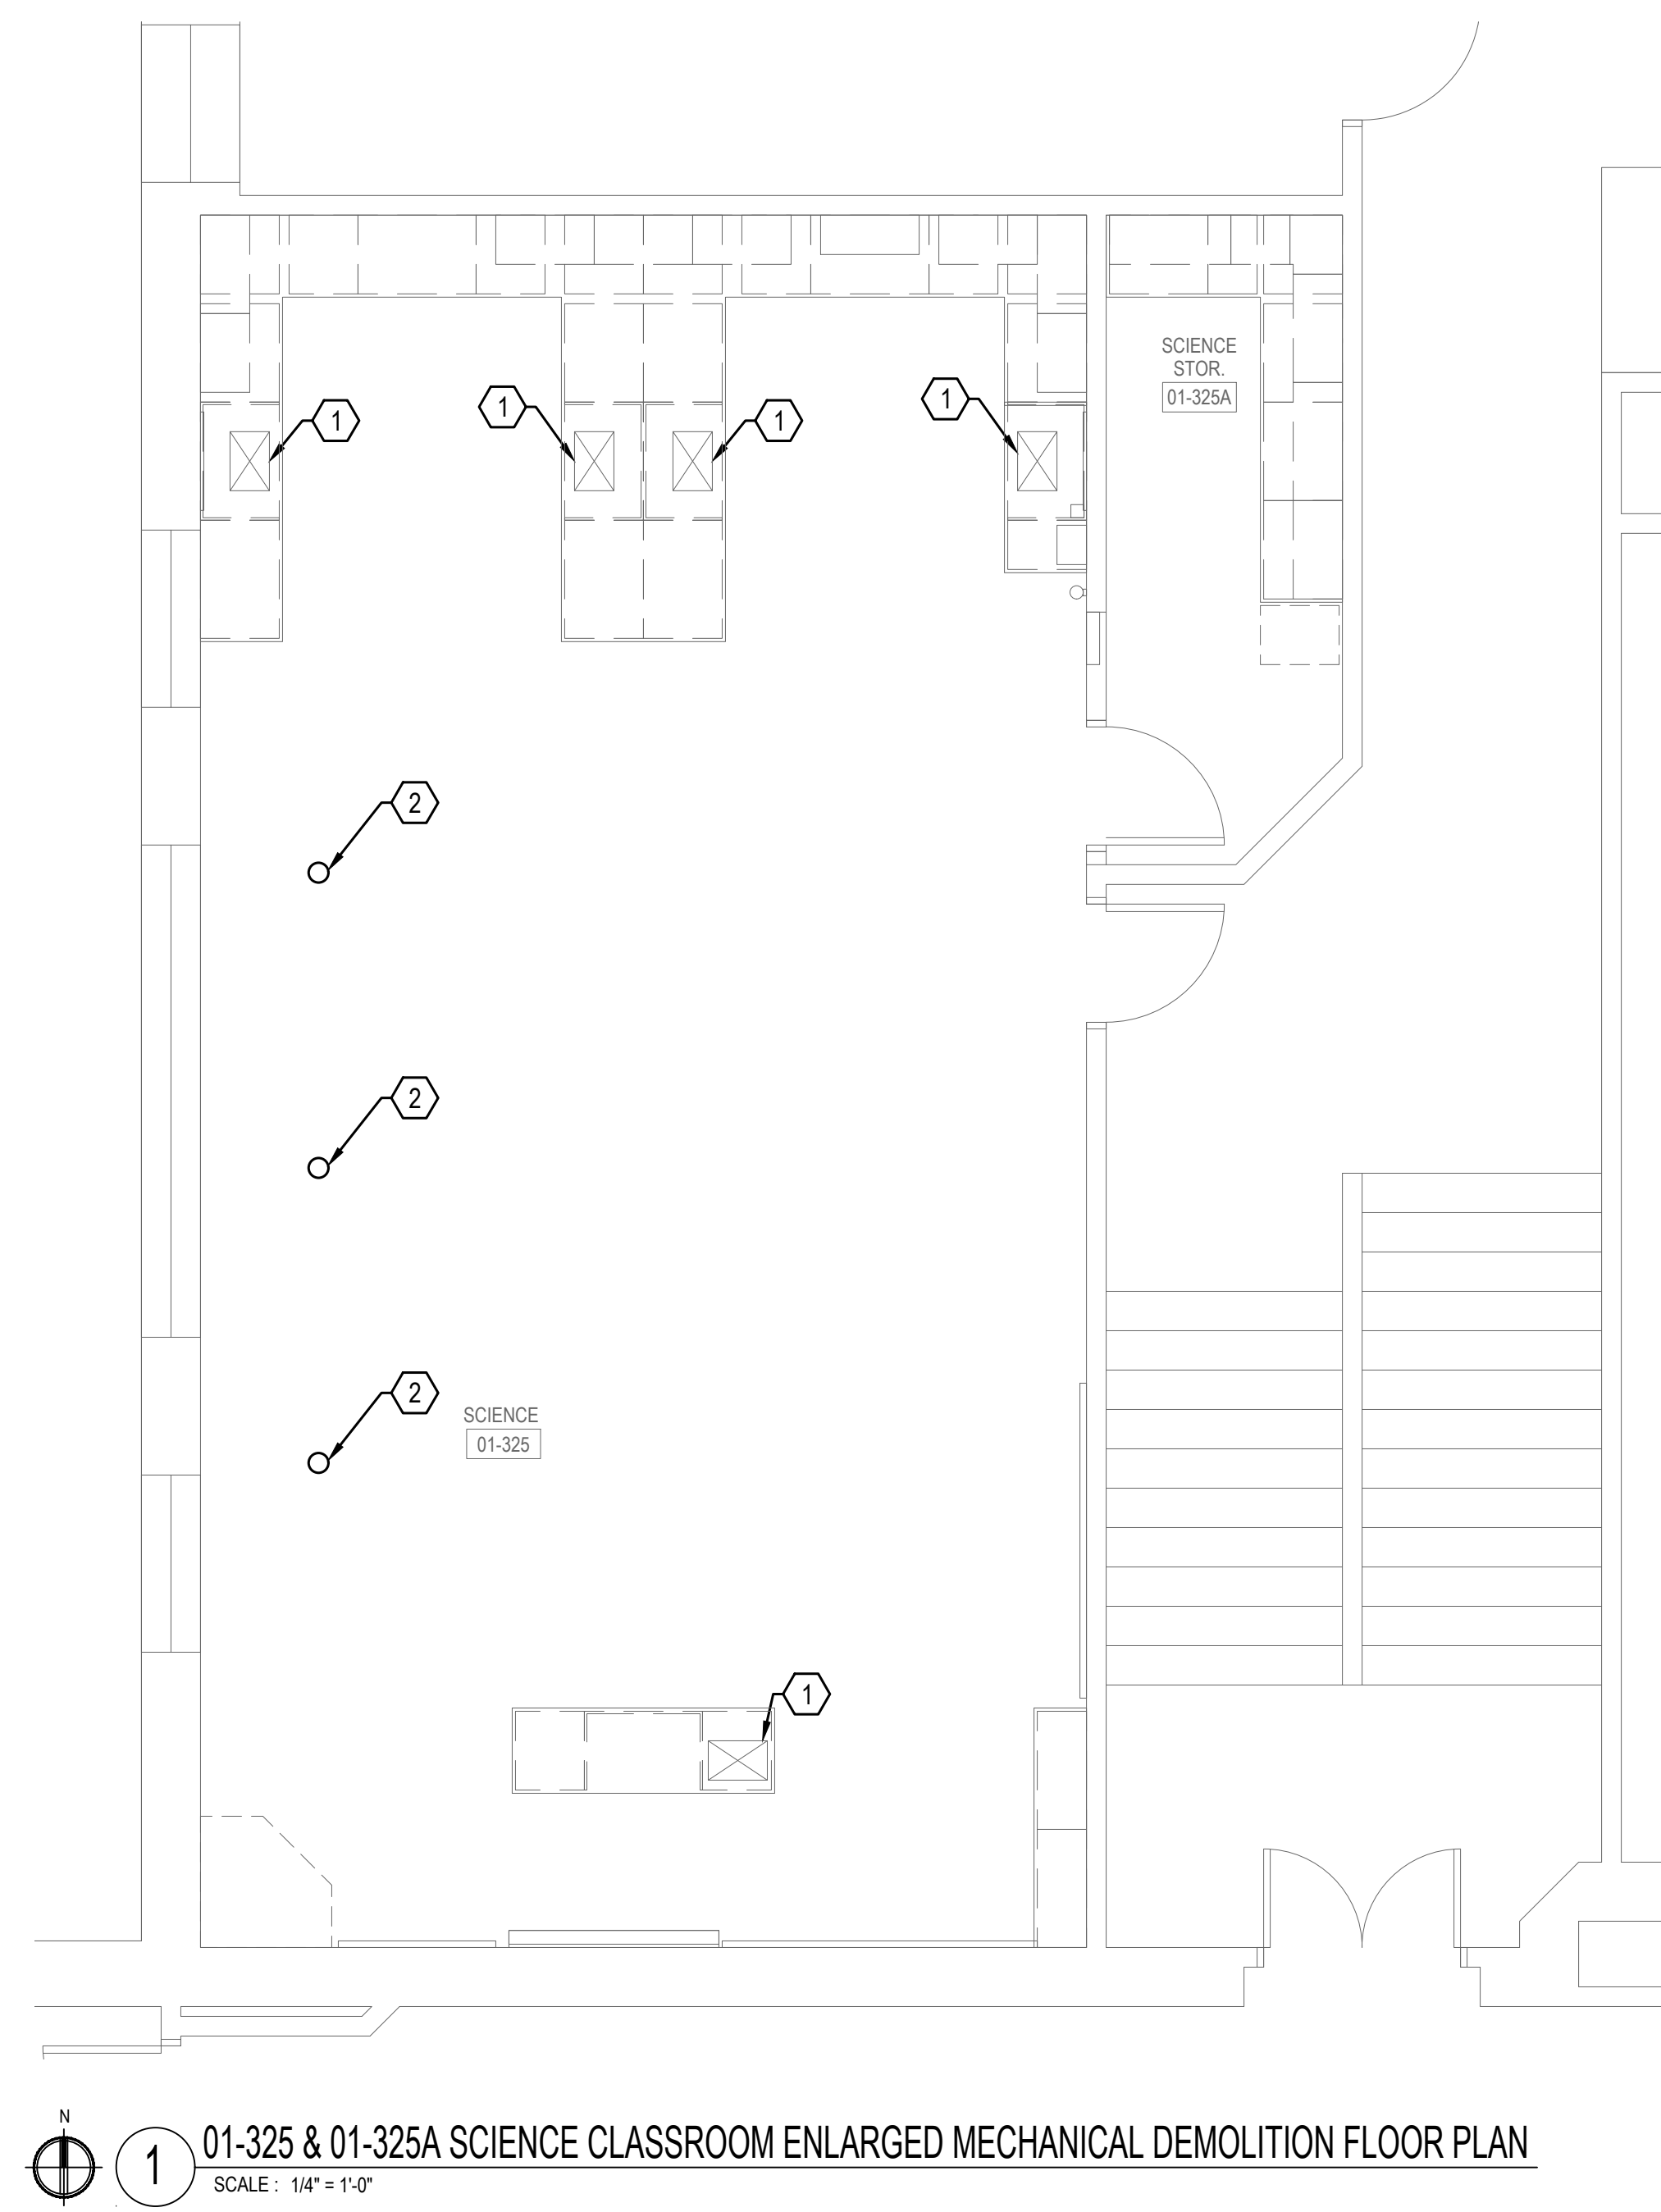 SCIENCE
STOR.
01-325A
1
1
1
1
2
2
2
SCIENCE
01-325
1
N
1
01-325 & 01-325A SCIENCE CLASSROOM ENLARGED MECHANICAL DEMOLITION FLOOR PLAN
SCALE : 1/4" = 1'-0"